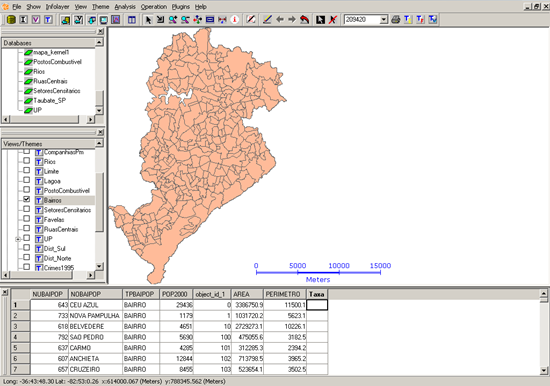 File Show Infolayer View Theme Analysis Operation Plugins Help
I V T
209420
Databases
mapa_kernel1
PostosCombustivel
Rios
RuasCentrais
SetoresCensitarios
Taubate_SP
UP
Views/Themes
CompanhiasPm
Rios
Limite
Lagoa
PostoCombustivel
Bairros
SetoresCensitarios
Favelas
RuasCentrais
UP
Dist_Sul
Dist_Norte
Crimes1995
0 5000 10000 15000
Meters
NUBAIPOP NOBAIPOP TPBAIPOP POP2000 object_id_1 AREA PERIMETRO Taxa
1 643 CEU AZUL BAIRRO 29436 0 3386750.9 11500.1
2 733 NOVA PAMPULHA BAIRRO 1179 1 1031720.2 5623.1
3 618 BELVEDERE BAIRRO 4651 10 2729273.1 10226.1
4 792 SAO PEDRO BAIRRO 5690 100 475055.6 3182.5
5 637 CARMO BAIRRO 4285 101 312285.3 2394.2
6 607 ANCHIETA BAIRRO 12844 102 713798.5 3965.2
7 657 CRUZEIRO BAIRRO 8455 103 523654.1 3502.5
Long: -36:43:48.30 Lat: -82:53:0.26 x:614000.067 (Meters) y:788345.562 (Meters)